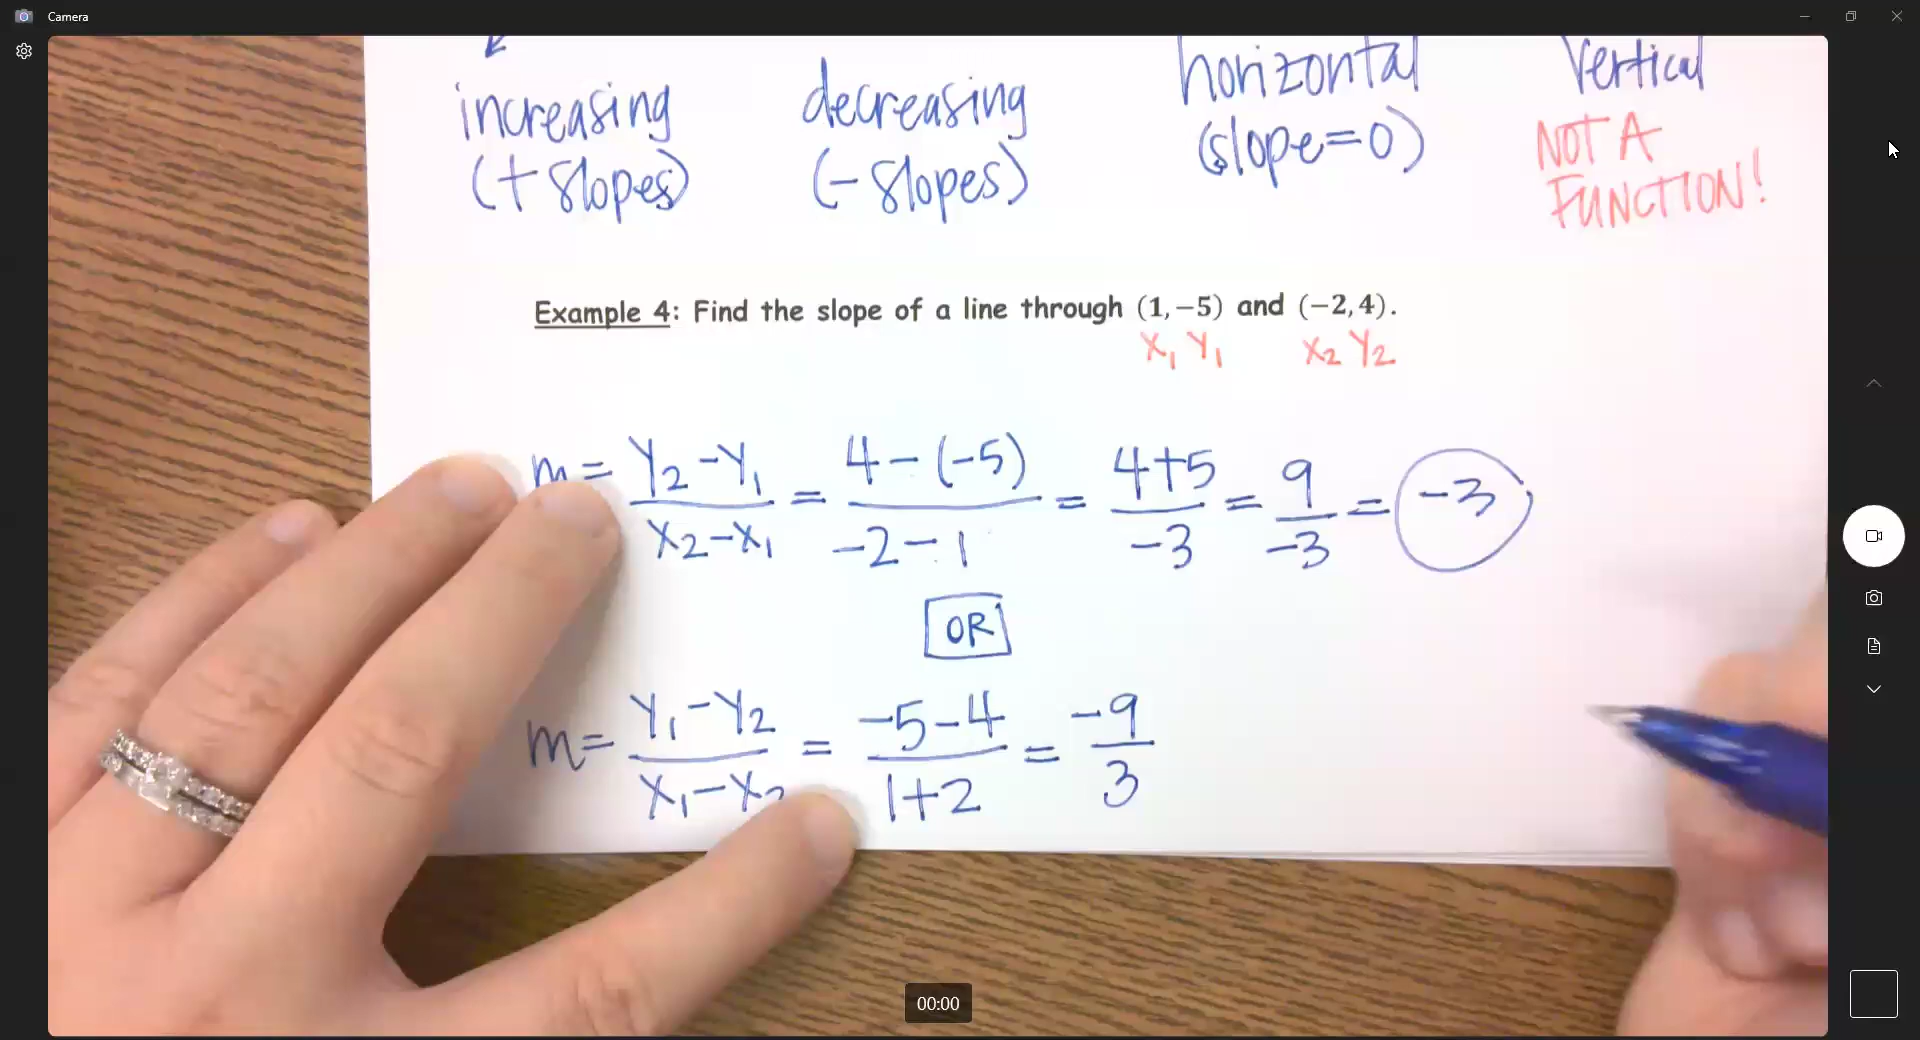 Camera
increasing decreasing horizontal Vertical
(+ slopes) (- slopes) (slope=0) NOT A
FUNCTION!
Example 4: Find the slope of a line through (1,−5) and (−2,4).
X₁ Y₁ X₂ Y₂
m = (Y₂-Y₁)/(X₂-X₁) = (4-(-5))/(-2-1) = (4+5)/(-3) = 9/(-3) = -3
OR
m = (Y₁-Y₂)/(X₁-X₂) = (-5-4)/(1+2) = (-9)/3
00:00